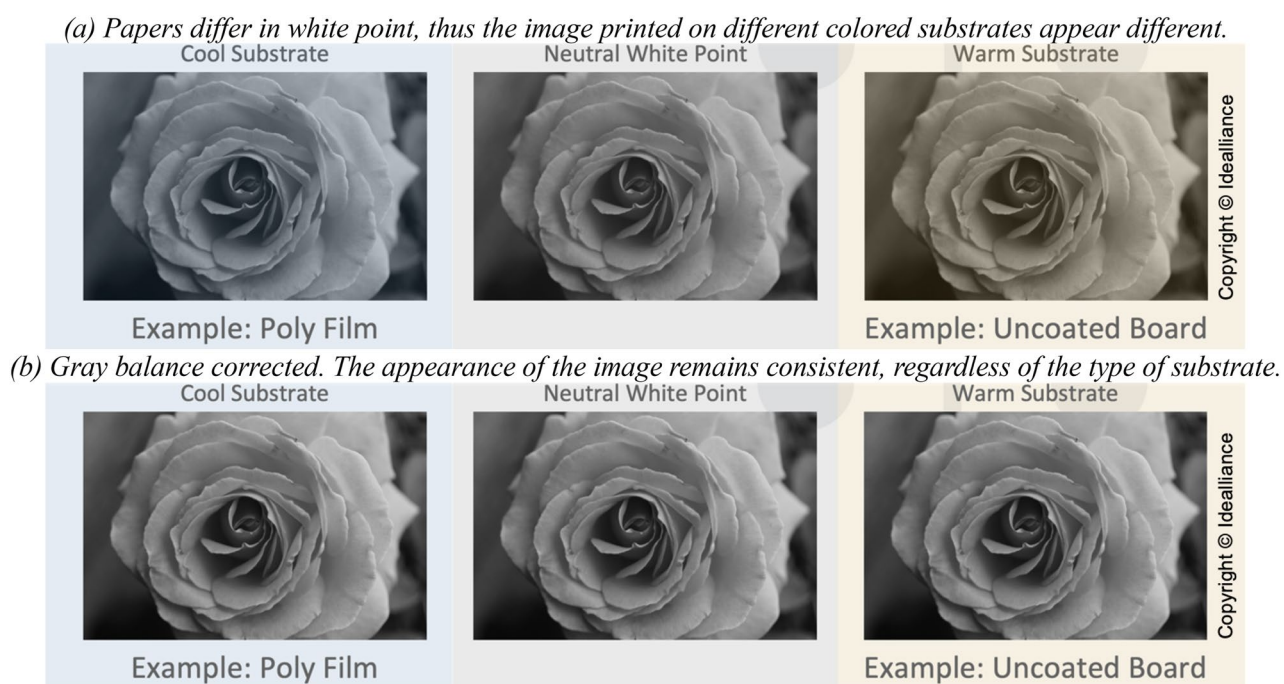 (a) Papers differ in white point, thus the image printed on different colored substrates appear different.
Cool Substrate
Neutral White Point
Warm Substrate
Copyright © Idealliance
Example: Poly Film
Example: Uncoated Board
(b) Gray balance corrected. The appearance of the image remains consistent, regardless of the type of substrate.
Cool Substrate
Neutral White Point
Warm Substrate
Copyright © Idealliance
Example: Poly Film
Example: Uncoated Board